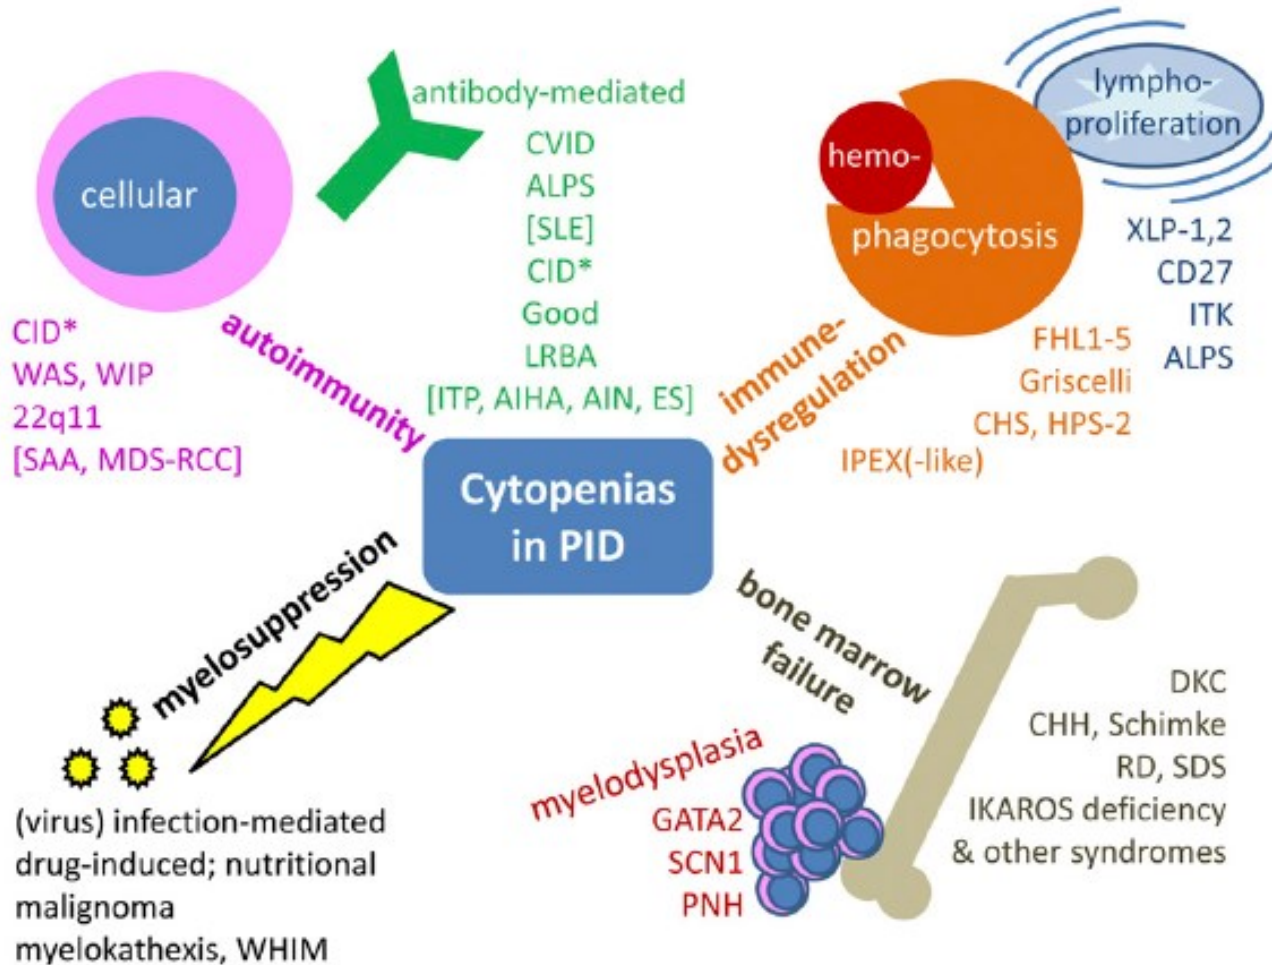 cellular
antibody-mediated
CVID
ALPS
[SLE]
CID*
Good
LRBA
[ITP, AIHA, AIN, ES]
autoimmunity
CID*
WAS, WIP
22q11
[SAA, MDS-RCC]
lympho-
proliferation
hemo-
phagocytosis
XLP-1,2
CD27
ITK
ALPS
immune-
dysregulation
FHL1-5
Griscelli
CHS, HPS-2
IPEX(-like)
Cytopenias
in PID
myelosuppression
(virus) infection-mediated
drug-induced; nutritional
malignoma
myelokathexis, WHIM
bone marrow
failure
myelodysplasia
GATA2
SCN1
PNH
DKC
CHH, Schimke
RD, SDS
IKAROS deficiency
& other syndromes